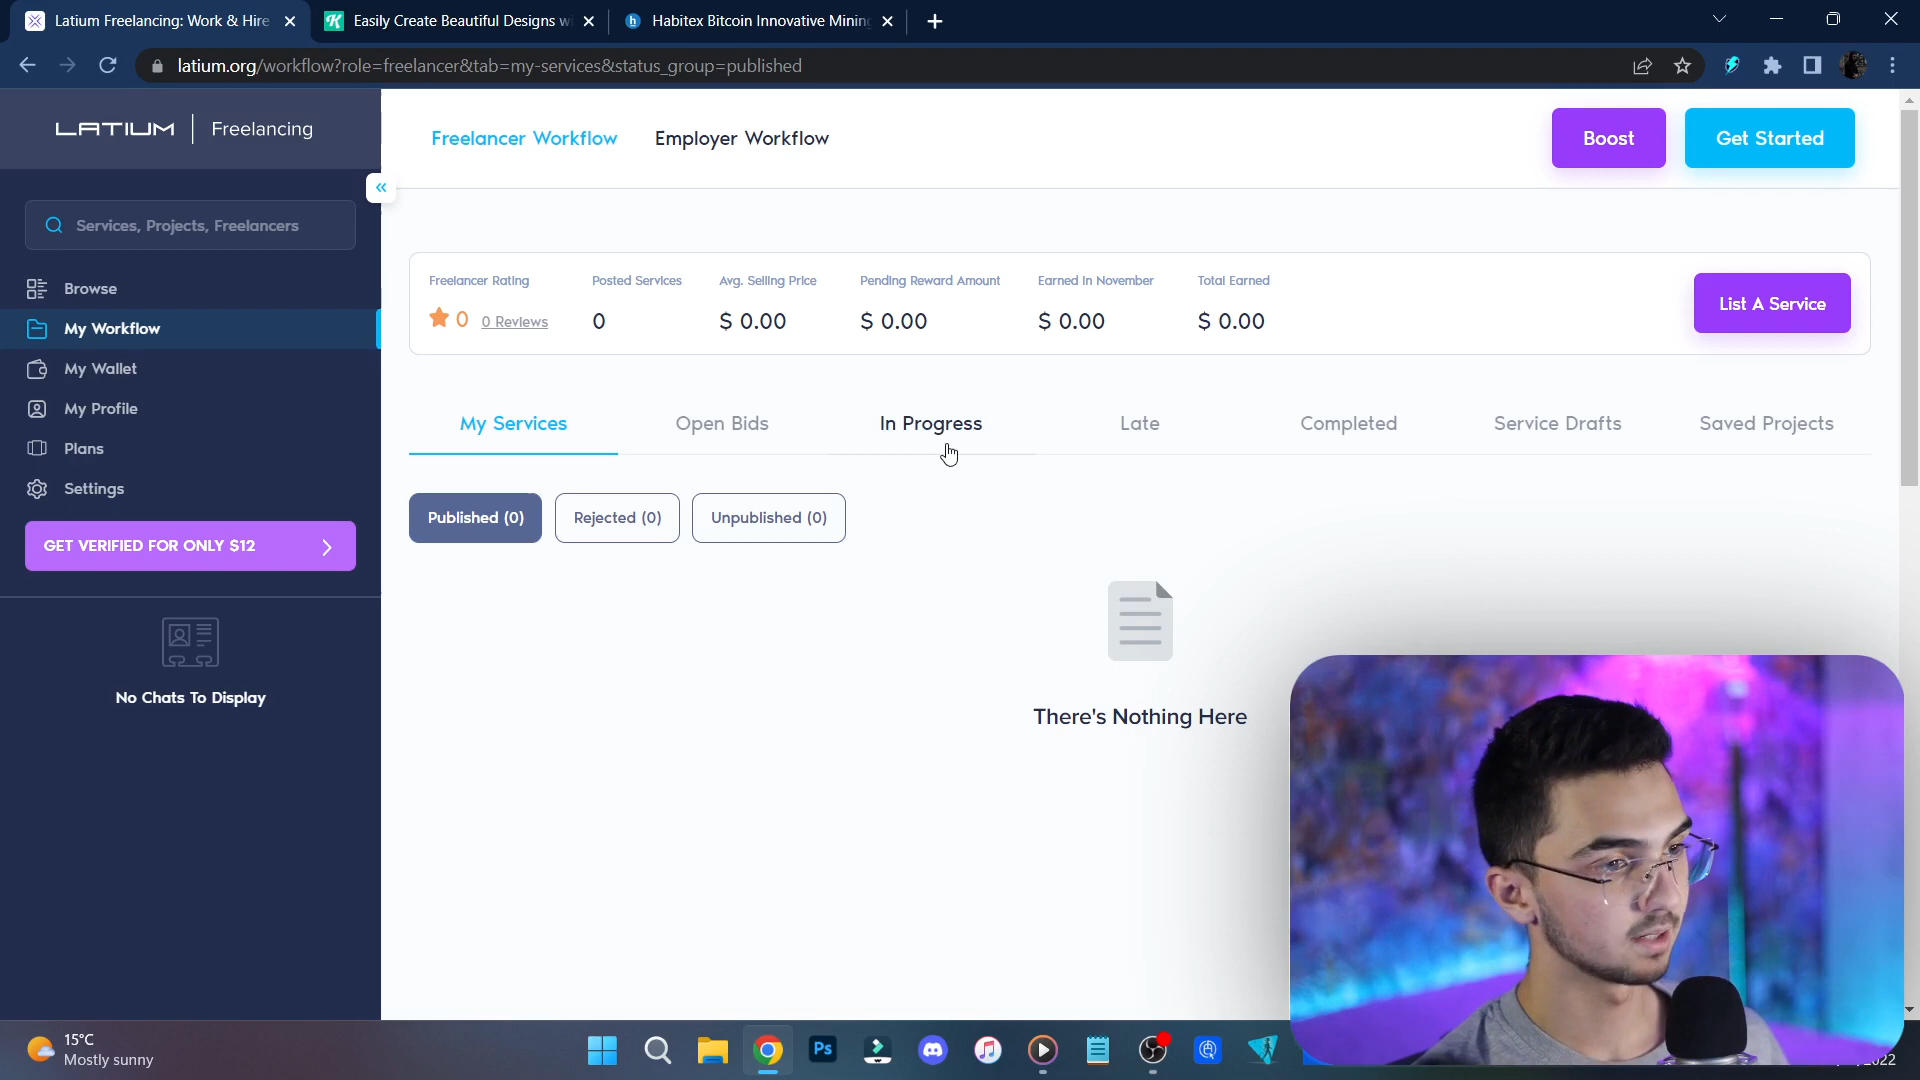 Latium Freelancing: Work & Hire
Easily Create Beautiful Designs w
Habitex Bitcoin Innovative Mining
latium.org/workflow?role=freelancer&tab=my-services&status_group=published
LATIUM | Freelancing
Freelancer Workflow
Employer Workflow
Boost
Get Started
Services, Projects, Freelancers
Browse
My Workflow
My Wallet
My Profile
Plans
Settings
GET VERIFIED FOR ONLY $12
No Chats To Display
Freelancer Rating
Posted Services
Avg. Selling Price
Pending Reward Amount
Earned In November
Total Earned
0
0 Reviews
0
$ 0.00
$ 0.00
$ 0.00
$ 0.00
List A Service
My Services
Open Bids
In Progress
Late
Completed
Service Drafts
Saved Projects
Published (0)
Rejected (0)
Unpublished (0)
There's Nothing Here
15°C
Mostly sunny
Ps